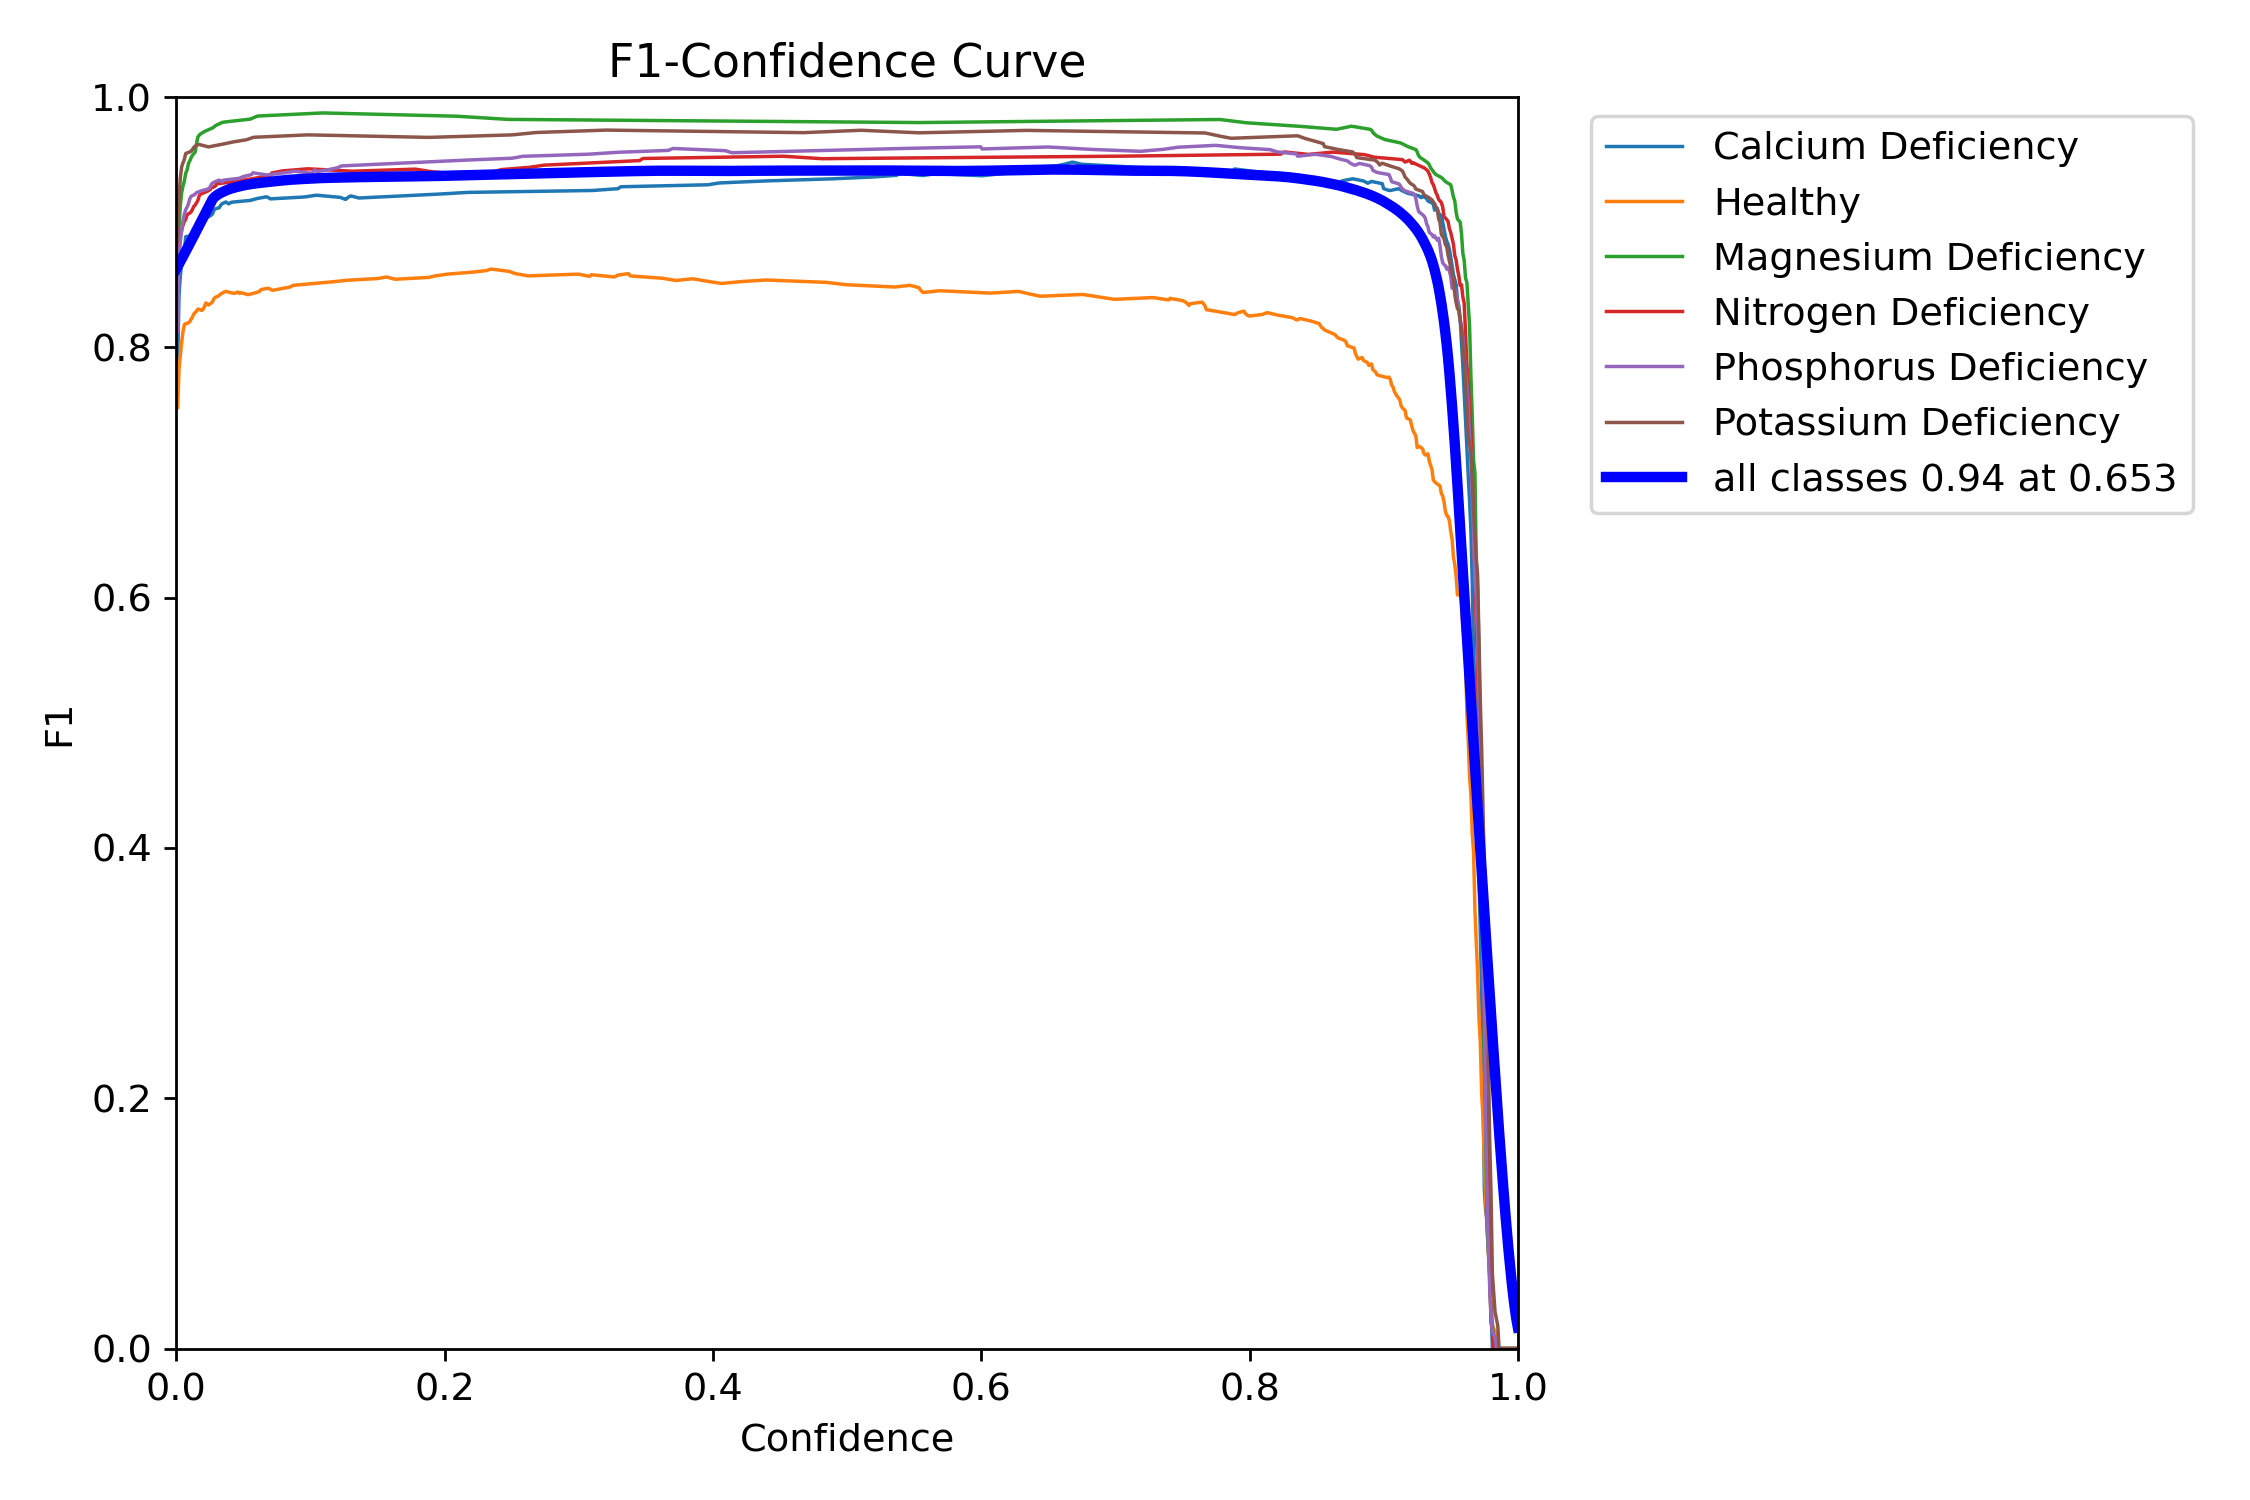 F1-Confidence Curve
1.0
0.8
0.6
0.4
0.2
0.0
F1
0.0 0.2 0.4 0.6 0.8 1.0
Confidence
Calcium Deficiency
Healthy
Magnesium Deficiency
Nitrogen Deficiency
Phosphorus Deficiency
Potassium Deficiency
all classes 0.94 at 0.653